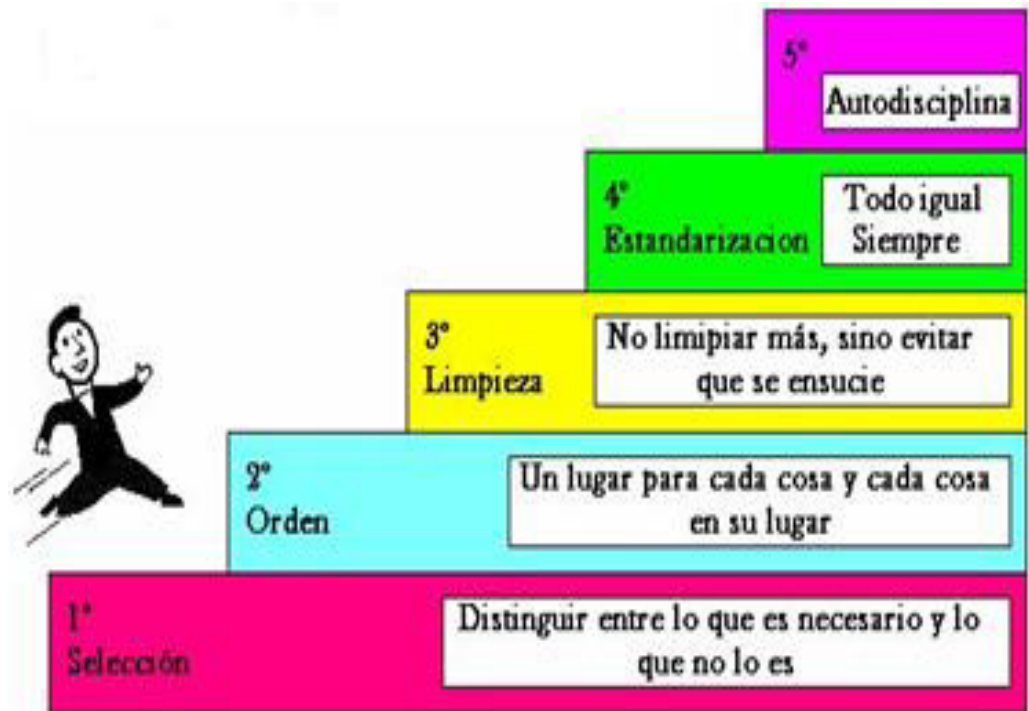 5°
Autodisciplina
4°
Estandarizacion
Todo igual
Siempre
3°
Limpieza
No limipiar más, sino evitar
que se ensucie
2°
Orden
Un lugar para cada cosa y cada cosa
en su lugar
1°
Selección
Distinguir entre lo que es necesario y lo
que no lo es